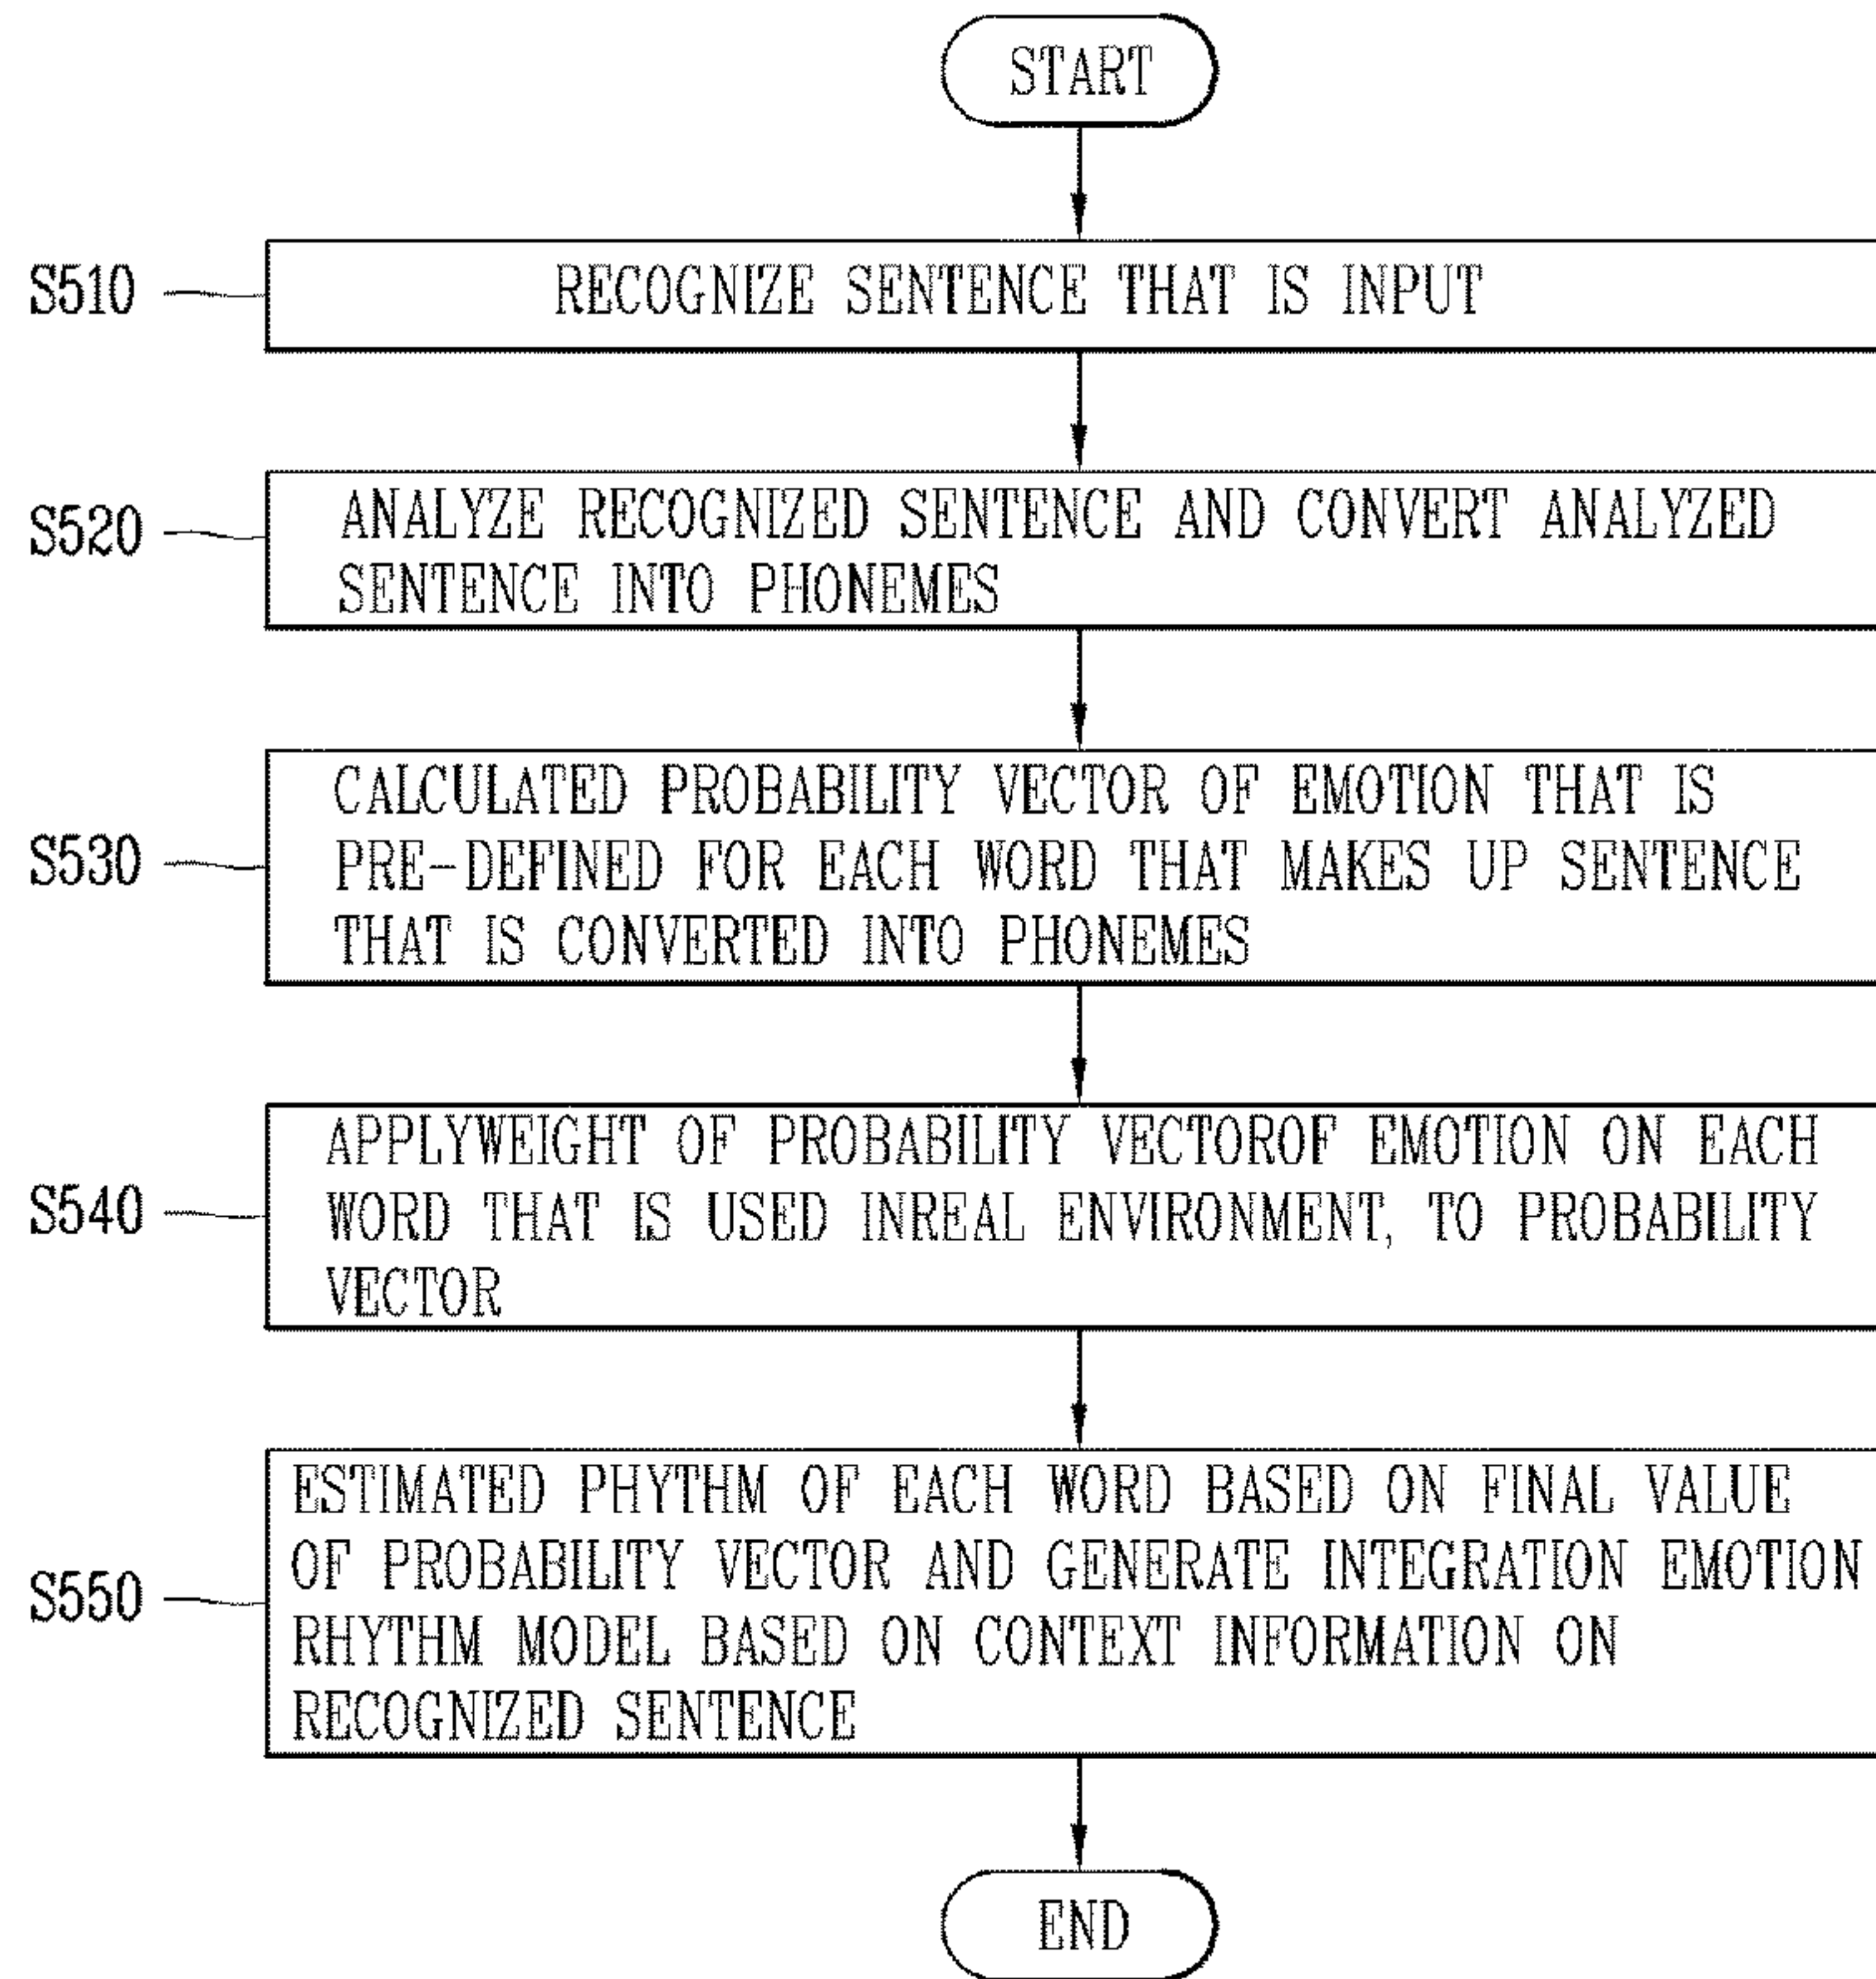 START
S510
RECOGNIZE SENTENCE THAT IS INPUT
S520
ANALYZE RECOGNIZED SENTENCE AND CONVERT ANALYZED
SENTENCE INTO PHONEMES
S530
CALCULATED PROBABILITY VECTOR OF EMOTION THAT IS
PRE-DEFINED FOR EACH WORD THAT MAKES UP SENTENCE
THAT IS CONVERTED INTO PHONEMES
S540
APPLYWEIGHT OF PROBABILITY VECTOROF EMOTION ON EACH
WORD THAT IS USED INREAL ENVIRONMENT, TO PROBABILITY
VECTOR
S550
ESTIMATED PHYTHM OF EACH WORD BASED ON FINAL VALUE
OF PROBABILITY VECTOR AND GENERATE INTEGRATION EMOTION
RHYTHM MODEL BASED ON CONTEXT INFORMATION ON
RECOGNIZED SENTENCE
END